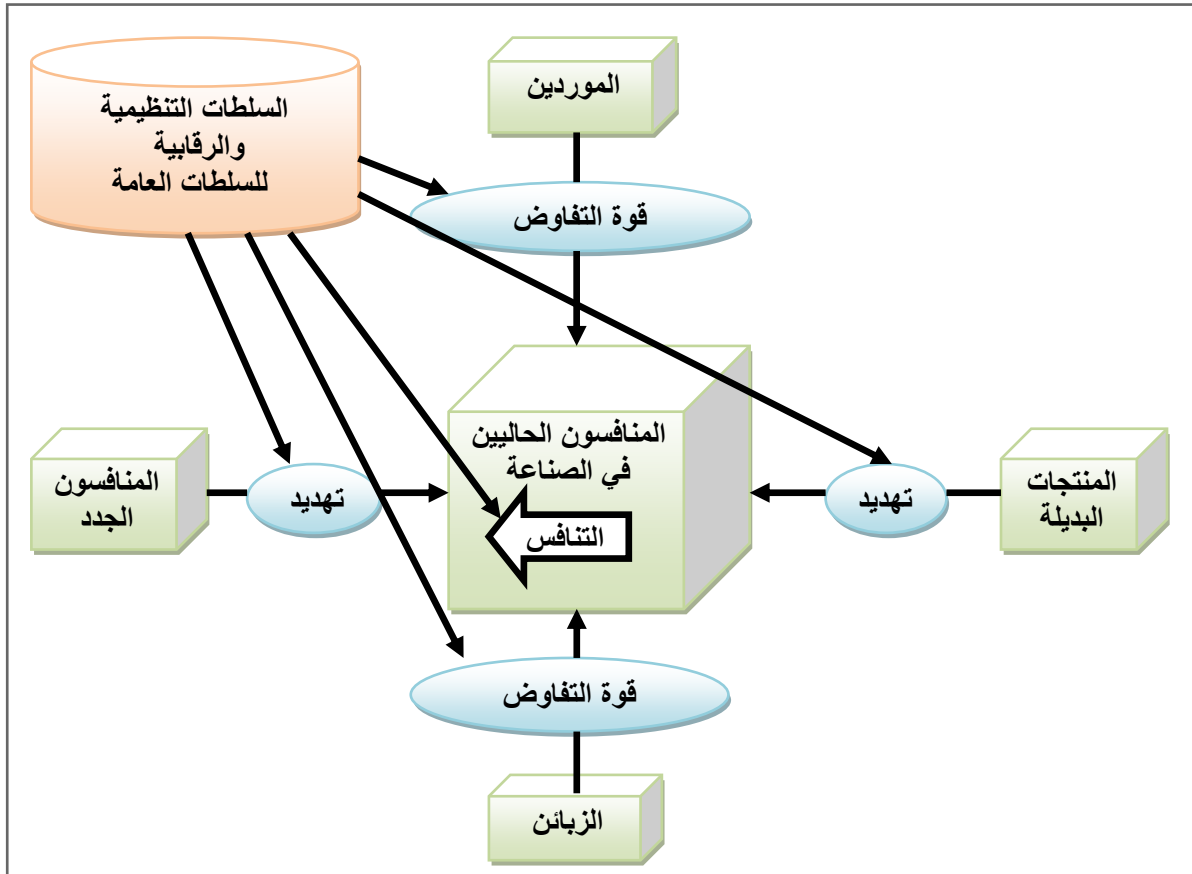 السلطات التنظيمية
والرقابية
للسلطات العامة
الموردين
قوة التفاوض
المنافسون الحاليين
في الصناعة
التنافس
المنتجات
البديلة
تهديد
تهديد
المنافسون
الجدد
قوة التفاوض
الزبائن